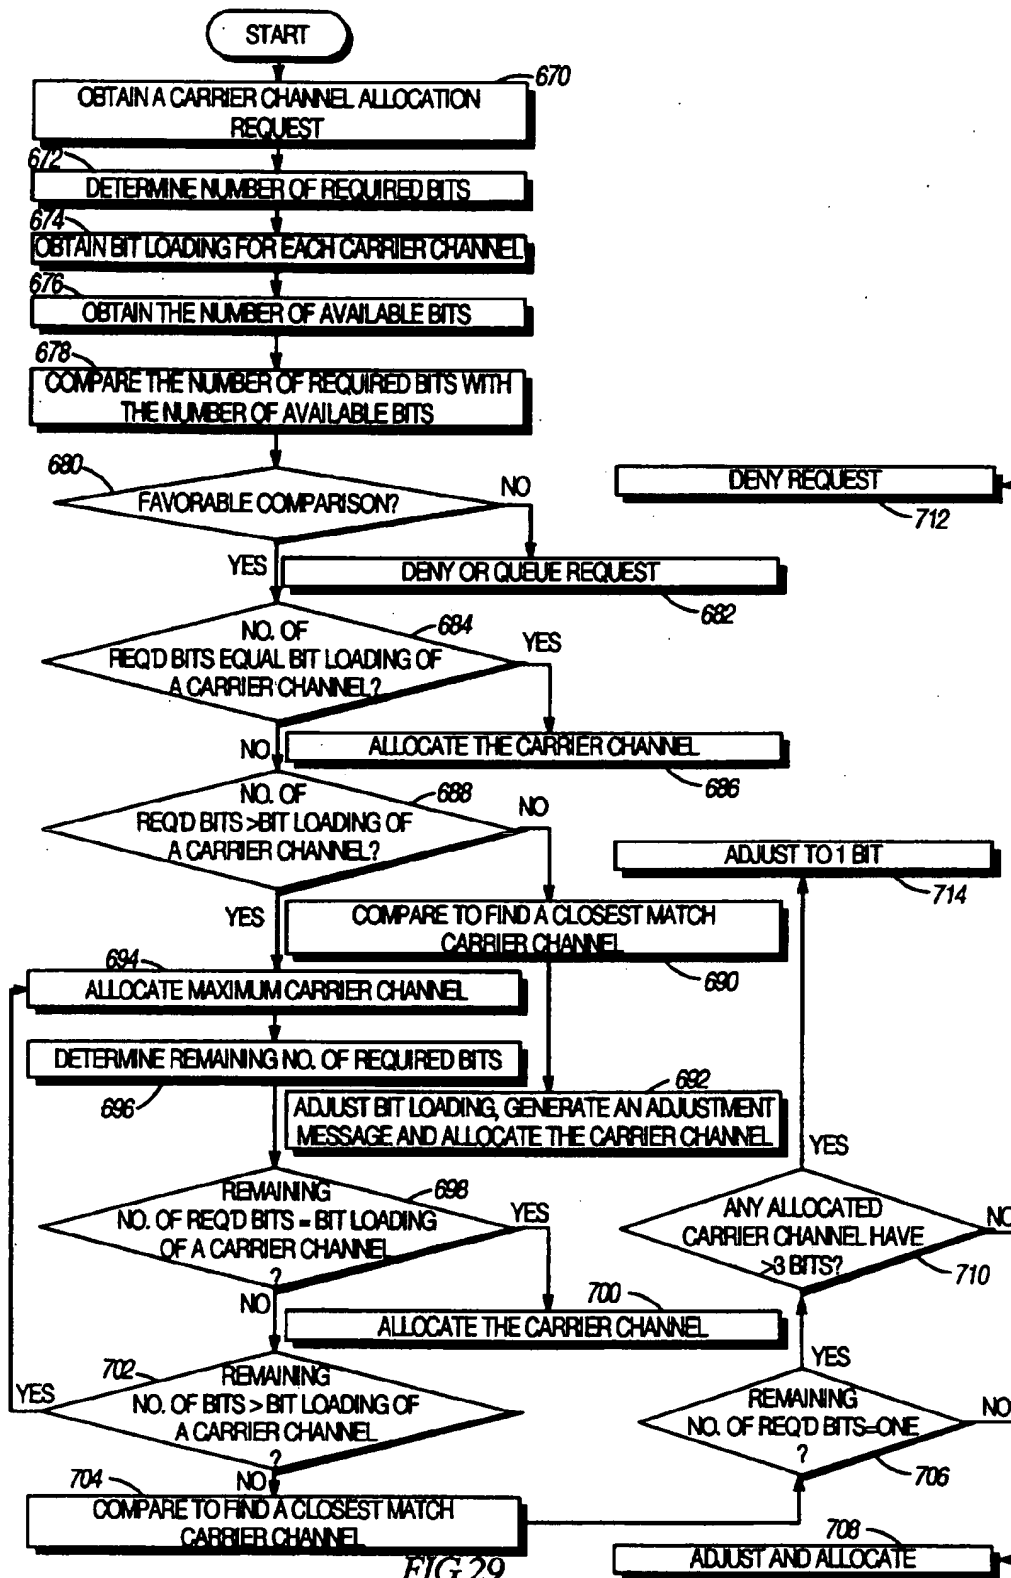 START
670
OBTAIN A CARRIER CHANNEL ALLOCATION
REQUEST
672
DETERMINE NUMBER OF REQUIRED BITS
674
OBTAIN BIT LOADING FOR EACH CARRIER CHANNEL
676
OBTAIN THE NUMBER OF AVAILABLE BITS
678
COMPARE THE NUMBER OF REQUIRED BITS WITH
THE NUMBER OF AVAILABLE BITS
680
FAVORABLE COMPARISON?
NO
YES
DENY OR QUEUE REQUEST
682
NO. OF
REQ'D BITS EQUAL BIT LOADING OF
A CARRIER CHANNEL?
684
YES
NO
ALLOCATE THE CARRIER CHANNEL
686
NO. OF
REQ'D BITS >BIT LOADING OF
A CARRIER CHANNEL?
688
NO
YES
COMPARE TO FIND A CLOSEST MATCH
CARRIER CHANNEL
690
694
ALLOCATE MAXIMUM CARRIER CHANNEL
DETERMINE REMAINING NO. OF REQUIRED BITS
696
692
ADJUST BIT LOADING, GENERATE AN ADJUSTMENT
MESSAGE AND ALLOCATE THE CARRIER CHANNEL
REMAINING
NO. OF REQ'D BITS = BIT LOADING
OF A CARRIER CHANNEL
?
698
YES
NO
700
ALLOCATE THE CARRIER CHANNEL
702
YES
REMAINING
NO. OF BITS > BIT LOADING OF
A CARRIER CHANNEL
?
NO
704
COMPARE TO FIND A CLOSEST MATCH
CARRIER CHANNEL
DENY REQUEST
712
ADJUST TO 1 BIT
714
YES
ANY ALLOCATED
CARRIER CHANNEL HAVE
>3 BITS?
NO
710
YES
REMAINING
NO. OF REQ'D BITS=ONE
?
NO
706
708
ADJUST AND ALLOCATE
FIG 29